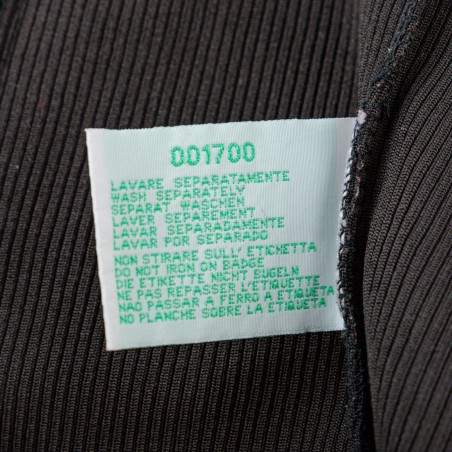 001700
LAVARE SEPARATAMENTE
WASH SEPARATELY
SEPARAT WASCHEN
LAVER SEPAREMENT
LAVAR SEPARADAMENTE
LAVAR POR SEPARADO
NON STIRARE SULL' ETICHETTA
DO NOT IRON ON BADGE
DIE ETIKETTE NICHT BUGELN
NE PAS REPASSER L'ETIQUETTE
NÃO PASSAR A FERRO A ETIQUETA
NO PLANCHE SOBRE LA ETIQUETA